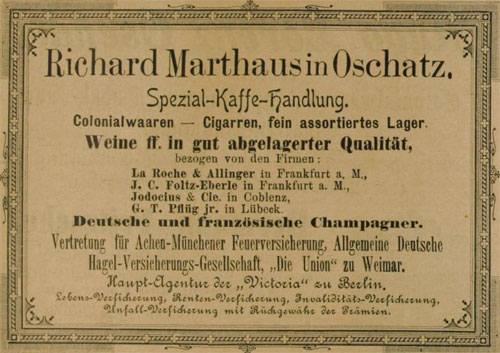 Richard Marthaus in Oschatz.
Spezial-Kaffe-Handlung.
Colonialwaaren — Cigarren, fein assortiertes Lager.
Weine ff. in gut abgelagerter Qualität,
bezogen von den Firmen:
La Roche & Allinger in Frankfurt a. M.,
J. C. Foltz-Eberle in Frankfurt a. M.,
Jodocius & Cie. in Coblenz,
G. T. Pflüg jr. in Lübeck.
Deutsche und französische Champagner.
Vertretung für Achen-Münchener Feuerversicherung, Allgemeine Deutsche
Hagel-Versicherungs-Gesellschaft, „Die Union" zu Weimar.
Haupt-Agentur der „Victoria" zu Berlin.
Lebens-Versicherung, Renten-Versicherung, Invaliditäts-Versicherung,
Unfall-Versicherung mit Rückgewähr der Prämien.